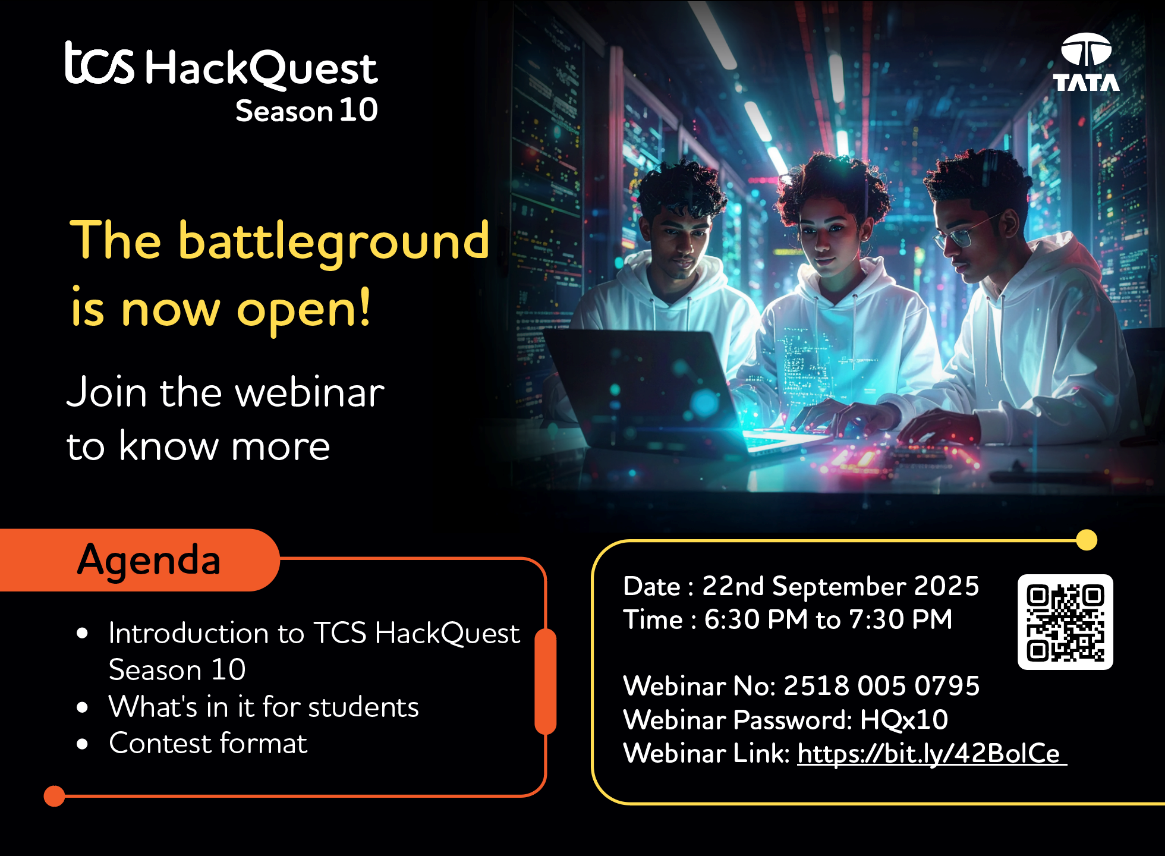 tcs HackQuest
Season 10
TATA
The battleground
is now open!
Join the webinar
to know more
Agenda
• Introduction to TCS HackQuest
Season 10
• What's in it for students
• Contest format
Date : 22nd September 2025
Time : 6:30 PM to 7:30 PM
Webinar No: 2518 005 0795
Webinar Password: HQx10
Webinar Link: https://bit.ly/42BolCe